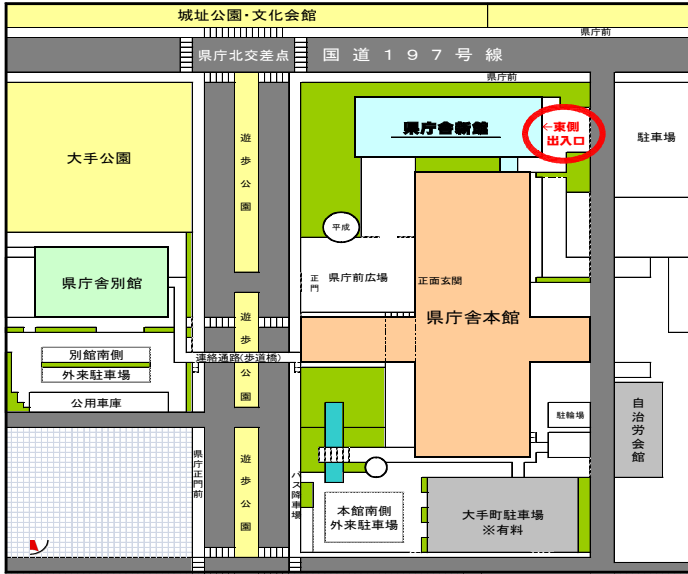 城址公園・文化会館
県庁前
県庁北交差点
国道197号線
県庁前
県庁舎新館
←東側
出入口
駐車場
大手公園
遊歩公園
平成
県庁舎別館
正門
県庁前広場
正面玄関
県庁舎本館
遊歩公園
別館南側
外来駐車場
連絡通路(歩道橋)
公用車庫
駐輪場
自治労会館
県庁正門前
遊歩公園
バス降車場
本館南側
外来駐車場
大手町駐車場
※有料